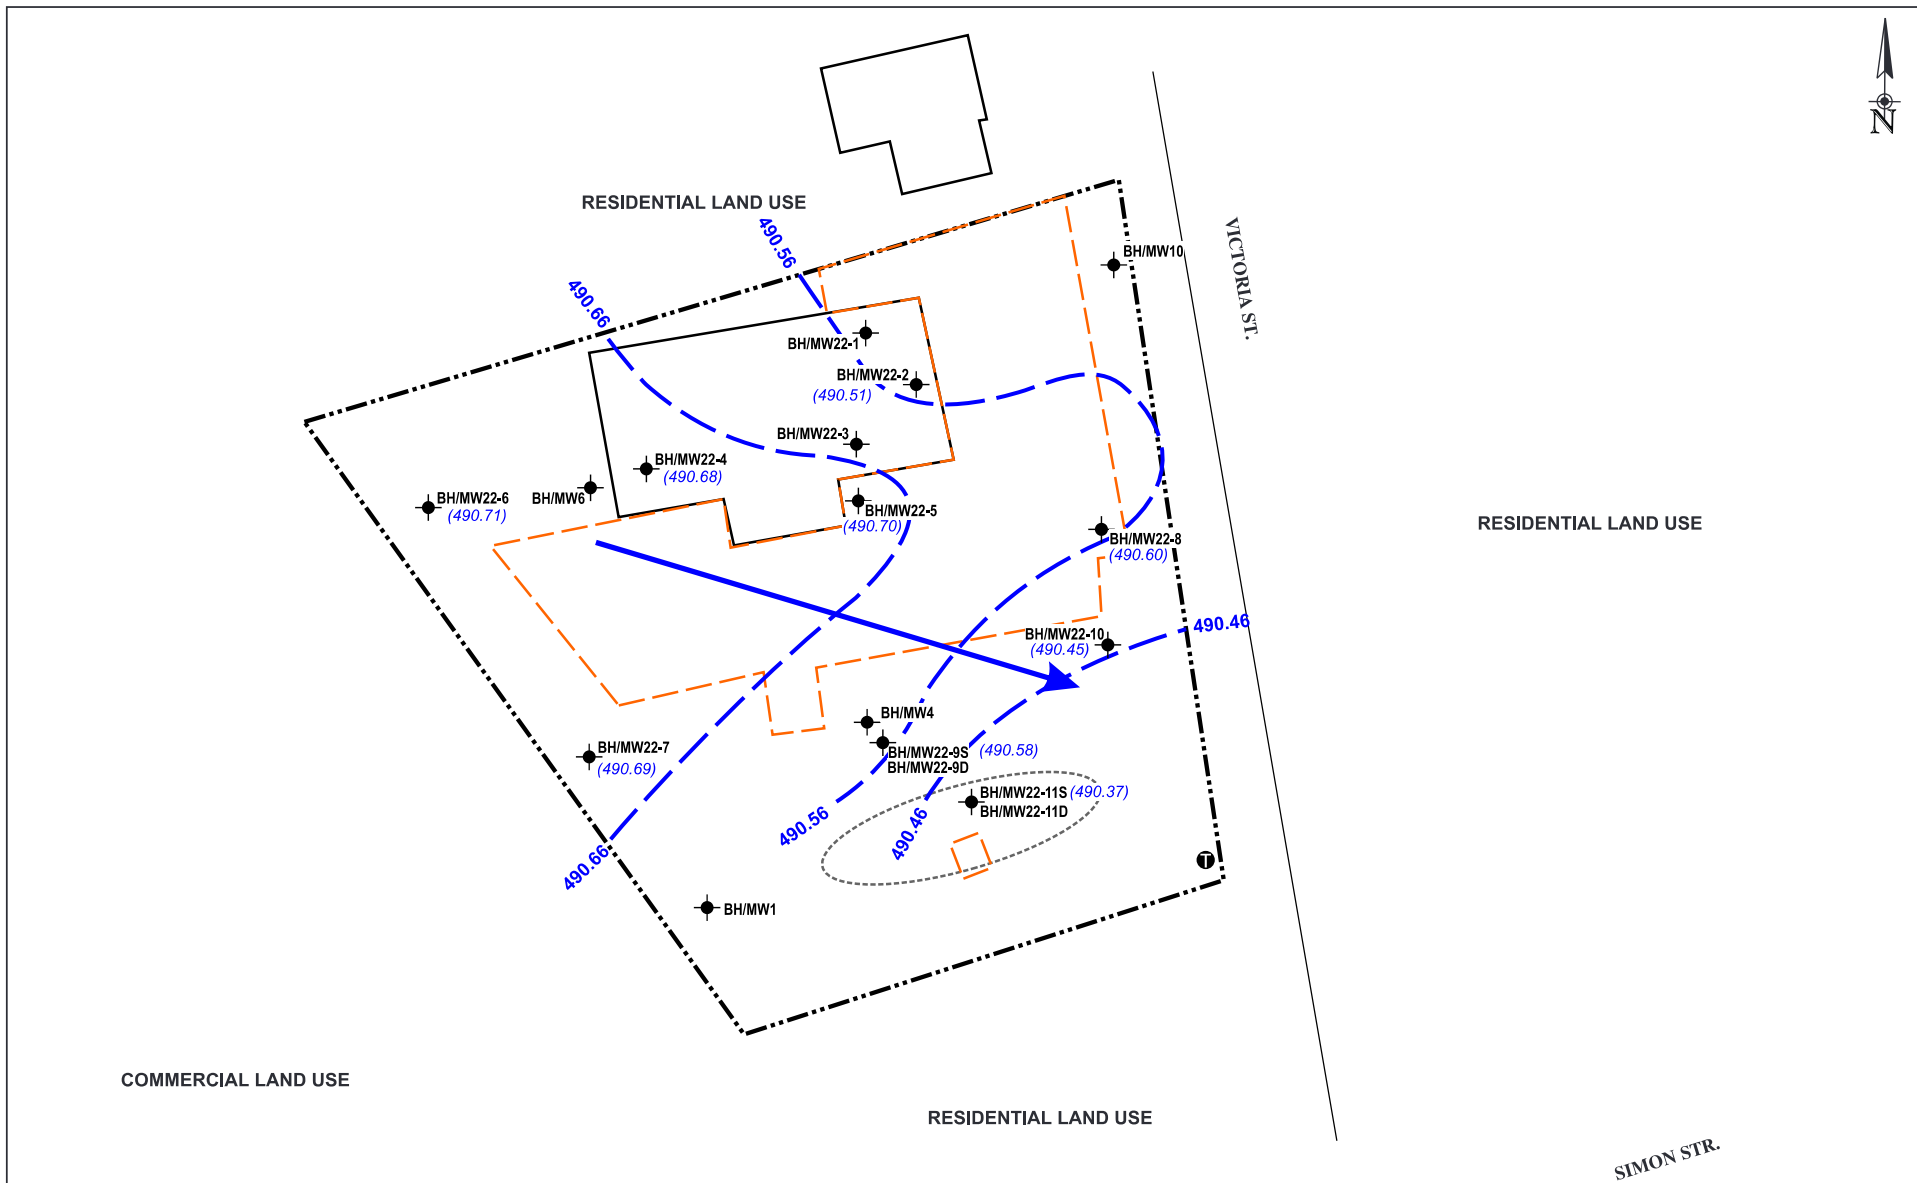 N
RESIDENTIAL LAND USE
490.56
VICTORIA ST.
BH/MW10
490.66
BH/MW22-1
BH/MW22-2
(490.51)
BH/MW22-3
BH/MW22-4
(490.68)
BH/MW6
BH/MW22-6
(490.71)
BH/MW22-5
(490.70)
RESIDENTIAL LAND USE
BH/MW22-8
(490.60)
490.46
BH/MW22-10
(490.45)
BH/MW4
BH/MW22-9S
(490.58)
BH/MW22-9D
BH/MW22-7
(490.69)
BH/MW22-11S
(490.37)
BH/MW22-11D
490.56
490.46
490.66
T
BH/MW1
COMMERCIAL LAND USE
RESIDENTIAL LAND USE
SIMON STR.